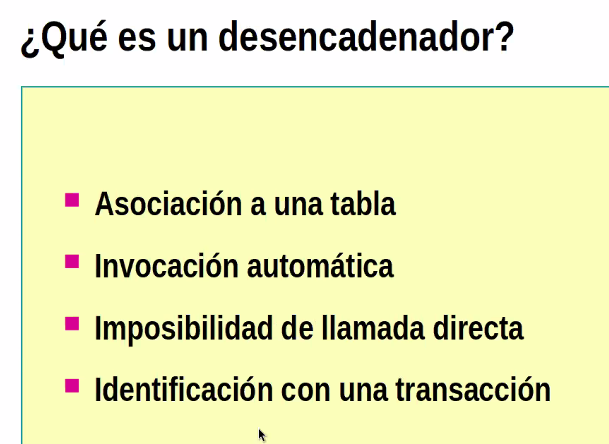 ¿Qué es un desencadenador?
Asociación a una tabla
Invocación automática
Imposibilidad de llamada directa
Identificación con una transacción